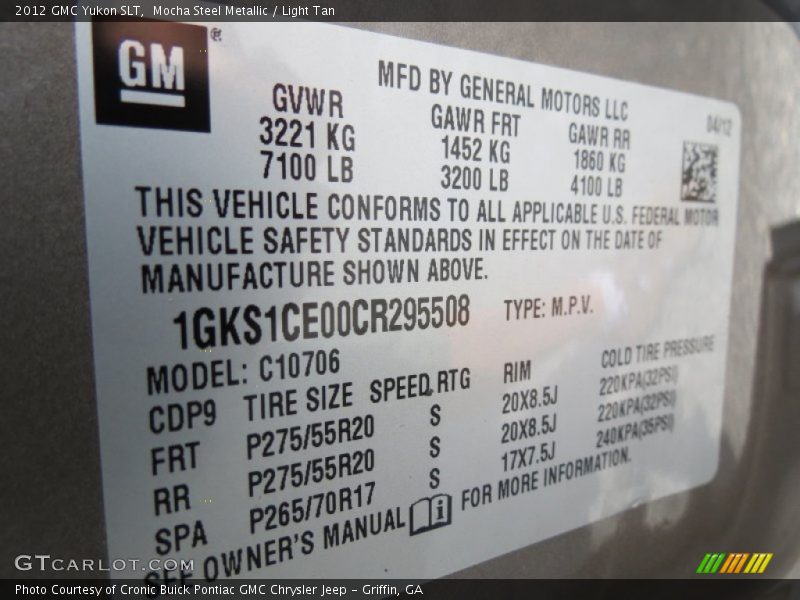 2012 GMC Yukon SLT, Mocha Steel Metallic / Light Tan
GM®
MFD BY GENERAL MOTORS LLC
04/12
GVWR GAWR FRT GAWR RR
3221 KG 1452 KG 1860 KG
7100 LB 3200 LB 4100 LB
THIS VEHICLE CONFORMS TO ALL APPLICABLE U.S. FEDERAL MOTOR
VEHICLE SAFETY STANDARDS IN EFFECT ON THE DATE OF
MANUFACTURE SHOWN ABOVE.
1GKS1CE00CR295508 TYPE: M.P.V.
MODEL: C10706
CDP9 TIRE SIZE SPEED RTG RIM COLD TIRE PRESSURE
FRT P275/55R20 S 20X8.5J 220KPA(32PSI)
RR P275/55R20 S 20X8.5J 220KPA(32PSI)
SPA P265/70R17 S 17X7.5J 240KPA(35PSI)
SEE OWNER'S MANUAL FOR MORE INFORMATION.
GTCARLOT.COM
Photo Courtesy of Cronic Buick Pontiac GMC Chrysler Jeep - Griffin, GA